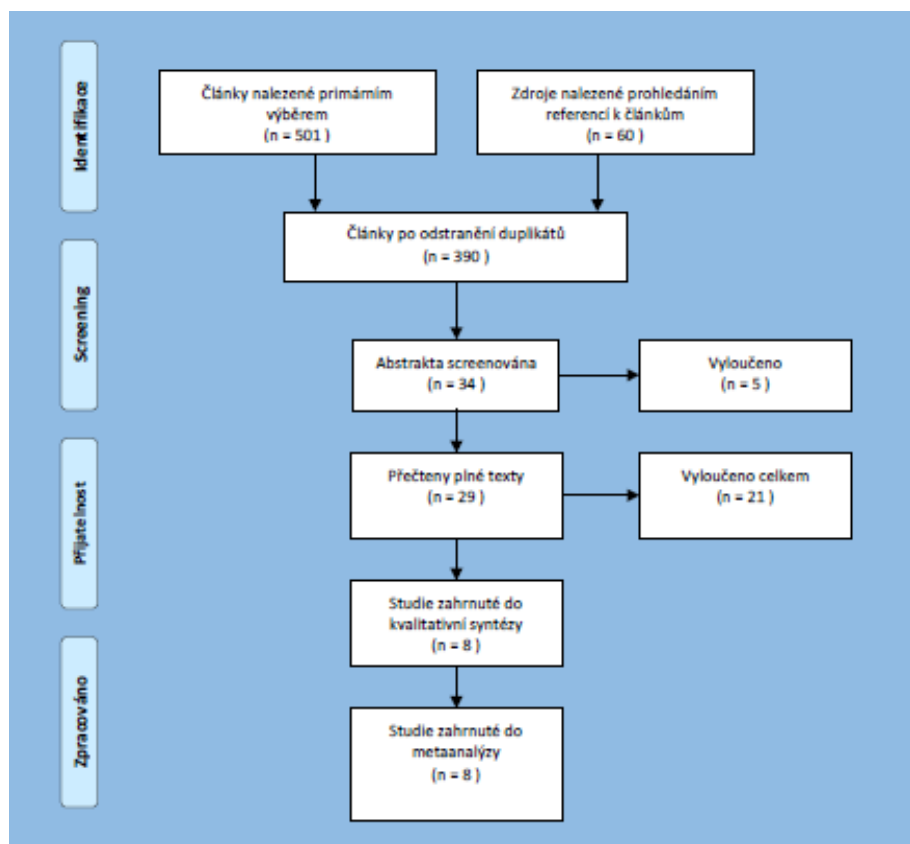 Identifikace
Články nalezené primárním
výběrem
(n = 501 )
Zdroje nalezené prohledáním
referencí k článkům
(n = 60 )
Články po odstranění duplikátů
(n = 390 )
Screening
Abstrakta screenována
(n = 34 )
Vyloučeno
(n = 5 )
Přijatelnost
Přečteny plné texty
(n = 29 )
Vyloučeno celkem
(n = 21 )
Studie zahrnuté do
kvalitativní syntézy
(n = 8 )
Zpracováno
Studie zahrnuté do
metaanalýzy
(n = 8 )